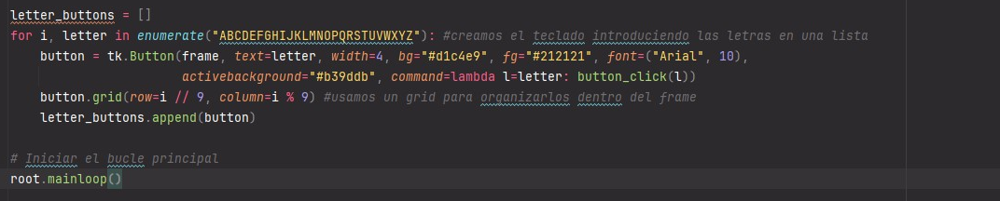 letter_buttons = []
for i, letter in enumerate("ABCDEFGHIJKLMNOPQRSTUVWXYZ"): #creamos el teclado introduciendo las letras en una lista
    button = tk.Button(frame, text=letter, width=4, bg="#d1c4e9", fg="#212121", font=("Arial", 10),
                       activebackground="#b39ddb", command=lambda l=letter: button_click(l))
    button.grid(row=i // 9, column=i % 9) #usamos un grid para organizarlos dentro del frame
    letter_buttons.append(button)

# Iniciar el bucle principal
root.mainloop()